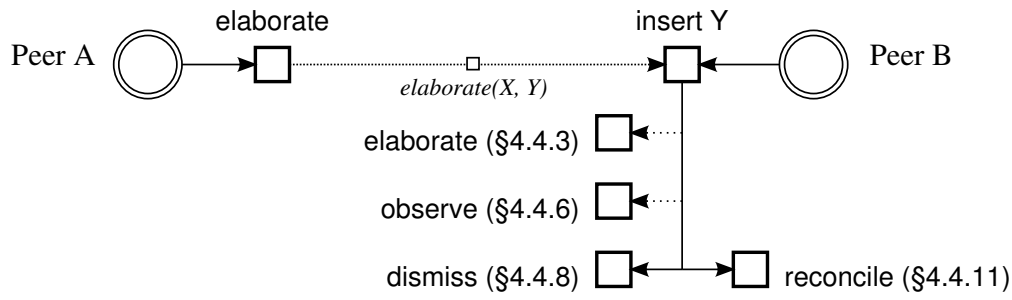 elaborate
insert Y
Peer A
Peer B
elaborate(X, Y)
elaborate (§4.4.3)
observe (§4.4.6)
dismiss (§4.4.8)
reconcile (§4.4.11)